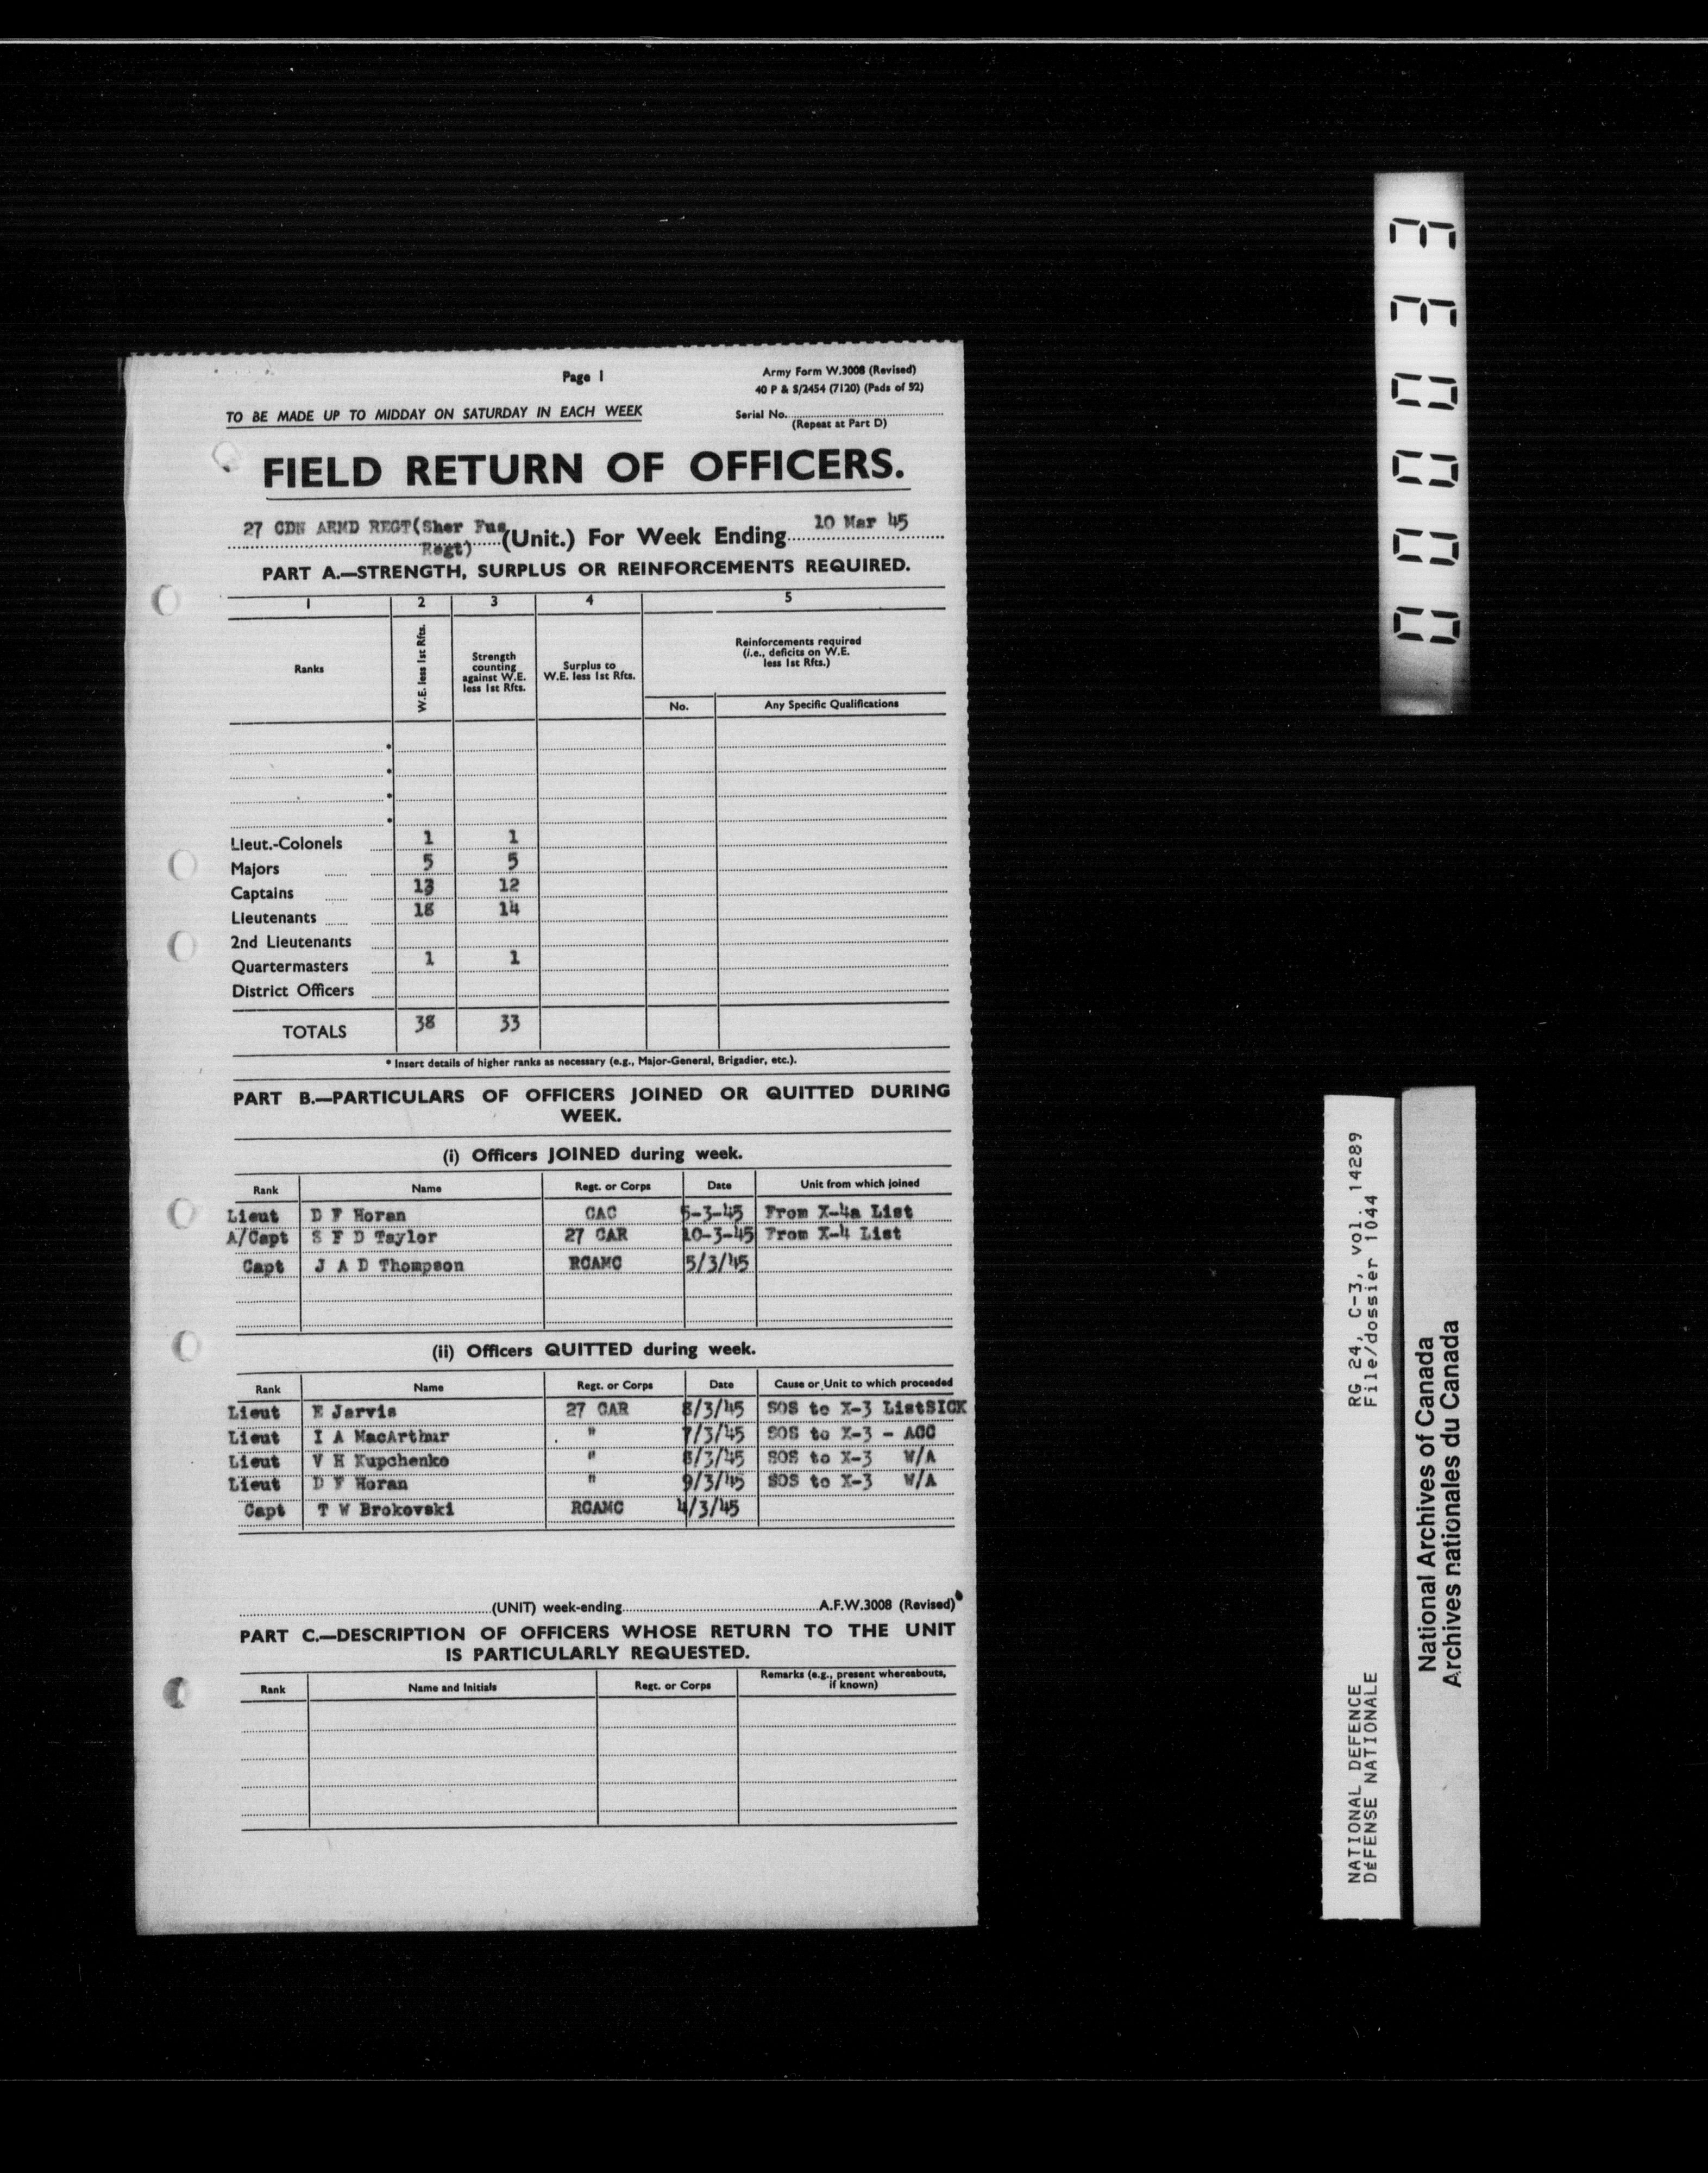 Page 1
Army Form W.3008 (Revised)
40 P & S/2454 (7120) (Pads of 52)
TO BE MADE UP TO MIDDAY ON SATURDAY IN EACH WEEK
Serial No.
(Repeat at Part D)
FIELD RETURN OF OFFICERS.
27 CDN ARMD REGT(Sher Fus Regt) (Unit.) For Week Ending 10 Mar 45
PART A.—STRENGTH, SURPLUS OR REINFORCEMENTS REQUIRED.
1 2 3 4 5
Ranks
W.E. less 1st Rfts.
Strength counting against W.E. less 1st Rfts.
Surplus to W.E. less 1st Rfts.
Reinforcements required (i.e., deficits on W.E. less 1st Rfts.)
No. Any Specific Qualifications
Lieut.-Colonels 1 1
Majors 5 5
Captains 13 12
Lieutenants 18 14
2nd Lieutenants
Quartermasters 1 1
District Officers
TOTALS 38 33
* Insert details of higher ranks as necessary (e.g., Major-General, Brigadier, etc.).
PART B.—PARTICULARS OF OFFICERS JOINED OR QUITTED DURING
WEEK.
(i) Officers JOINED during week.
Rank Name Regt. or Corps Date Unit from which joined
Lieut D F Horan CAC 5-3-45 From X-4a List
A/Capt S F D Taylor 27 CAR 10-3-45 From X-4 List
Capt J A D Thompson RCAMC 5/3/45
(ii) Officers QUITTED during week.
Rank Name Regt. or Corps Date Cause or Unit to which proceeded
Lieut E Jarvis 27 CAR 8/3/45 SOS to X-3 ListSICK
Lieut I A MacArthur " 7/3/45 SOS to X-3 - ACC
Lieut V H Kupchenko " 8/3/45 SOS to X-3 W/A
Lieut D F Horan " 9/3/45 SOS to X-3 W/A
Capt T W Brokovski RCAMC 4/3/45
(UNIT) week-ending A.F.W.3008 (Revised)
PART C.—DESCRIPTION OF OFFICERS WHOSE RETURN TO THE UNIT
IS PARTICULARLY REQUESTED.
Rank Name and Initials Regt. or Corps Remarks (e.g., present whereabouts, if known)
000033
RG 24, C-3, vol. 14289
File/dossier 1044
NATIONAL DEFENCE
DéFENSE NATIONALE
National Archives of Canada
Archives nationales du Canada